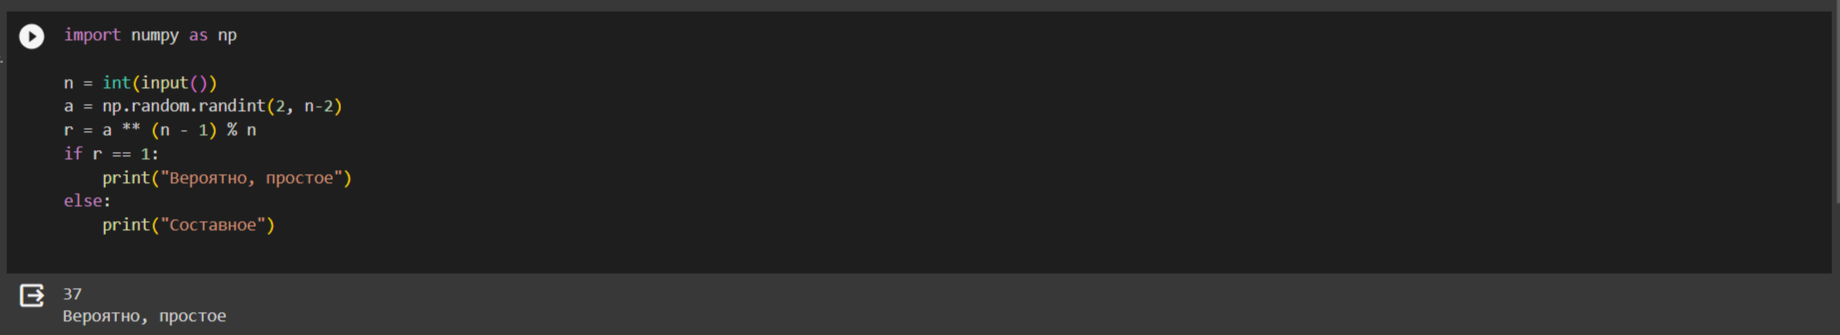 import numpy as np
n = int(input())
a = np.random.randint(2, n-2)
r = a ** (n - 1) % n
if r == 1:
    print("Вероятно, простое")
else:
    print("Составное")
37
Вероятно, простое